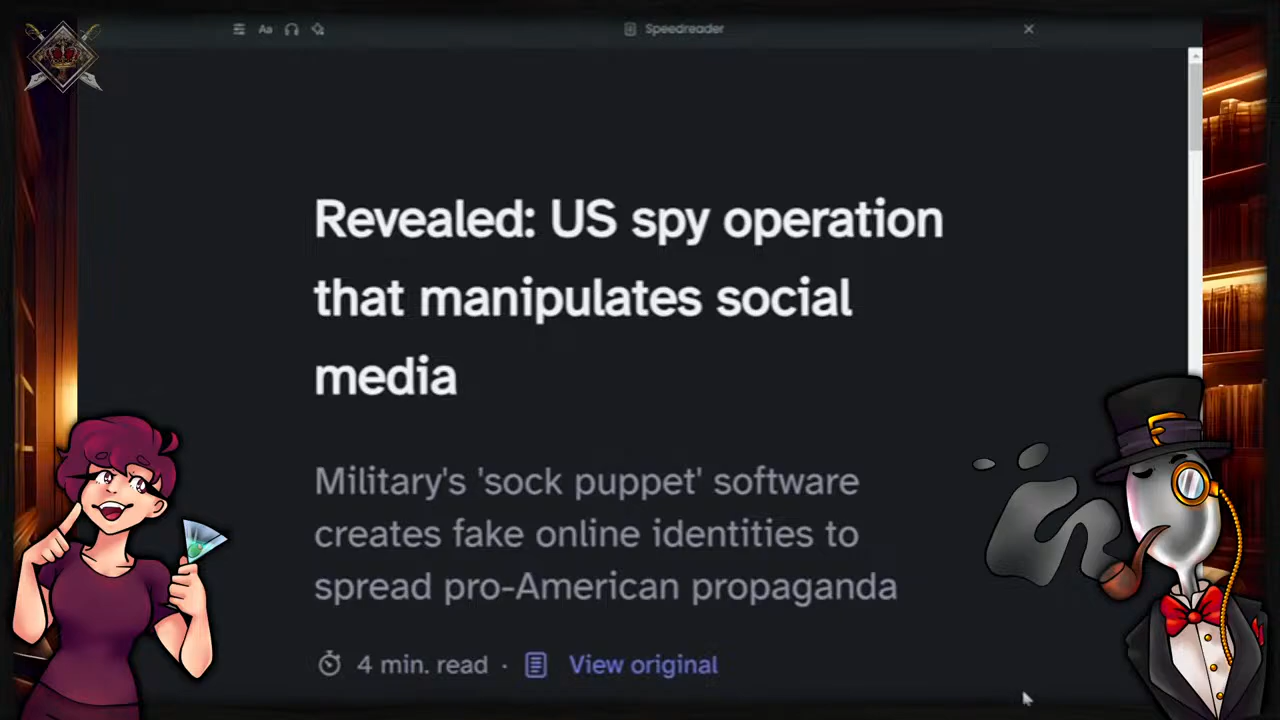 Aa
Speedreader
Revealed: US spy operation
that manipulates social
media
Military's 'sock puppet' software
creates fake online identities to
spread pro-American propaganda
4 min. read · View original